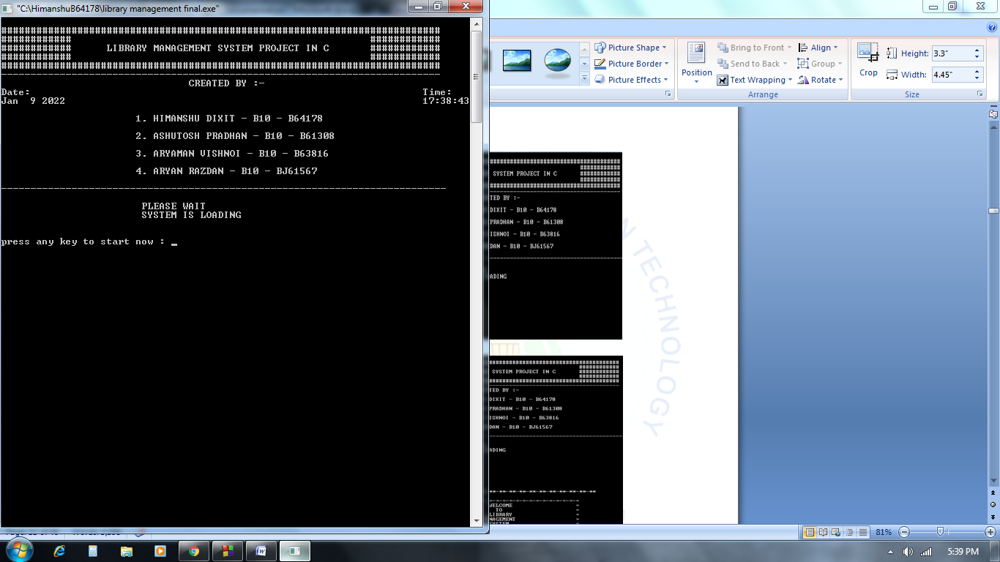 "C:\HimanshuB64178\library management final.exe"
###########################################################################
############ ############
############ LIBRARY MANAGEMENT SYSTEM PROJECT IN C ############
############ ############
###########################################################################
CREATED BY :-
Date: Time:
Jan  9 2022 17:38:43
1. HIMANSHU DIXIT - B10 - B64178
2. ASHUTOSH PRADHAN - B10 - B61308
3. ARYAMAN VISHNOI - B10 - B63816
4. ARYAN RAZDAN - B10 - BJ61567
PLEASE WAIT
SYSTEM IS LOADING
press any key to start now : _
Picture Shape
Picture Border
Picture Effects
Position
Bring to Front
Send to Back
Text Wrapping
Align
Group
Rotate
Arrange
Crop
Height: 3.3"
Width: 4.45"
Size
SYSTEM PROJECT IN C
TED BY :-
DIXIT - B10 - B64178
PRADHAN - B10 - B61308
ISHNOI - B10 - B63816
DAN - B10 - BJ61567
ADING
N TECHNOLOGY
SYSTEM PROJECT IN C
TED BY :-
DIXIT - B10 - B64178
PRADHAN - B10 - B61308
ISHNOI - B10 - B63816
DAN - B10 - BJ61567
ADING
WELCOME
TO
LIBRARY
NAGEMENT
SYSTEM
81%
5:39 PM